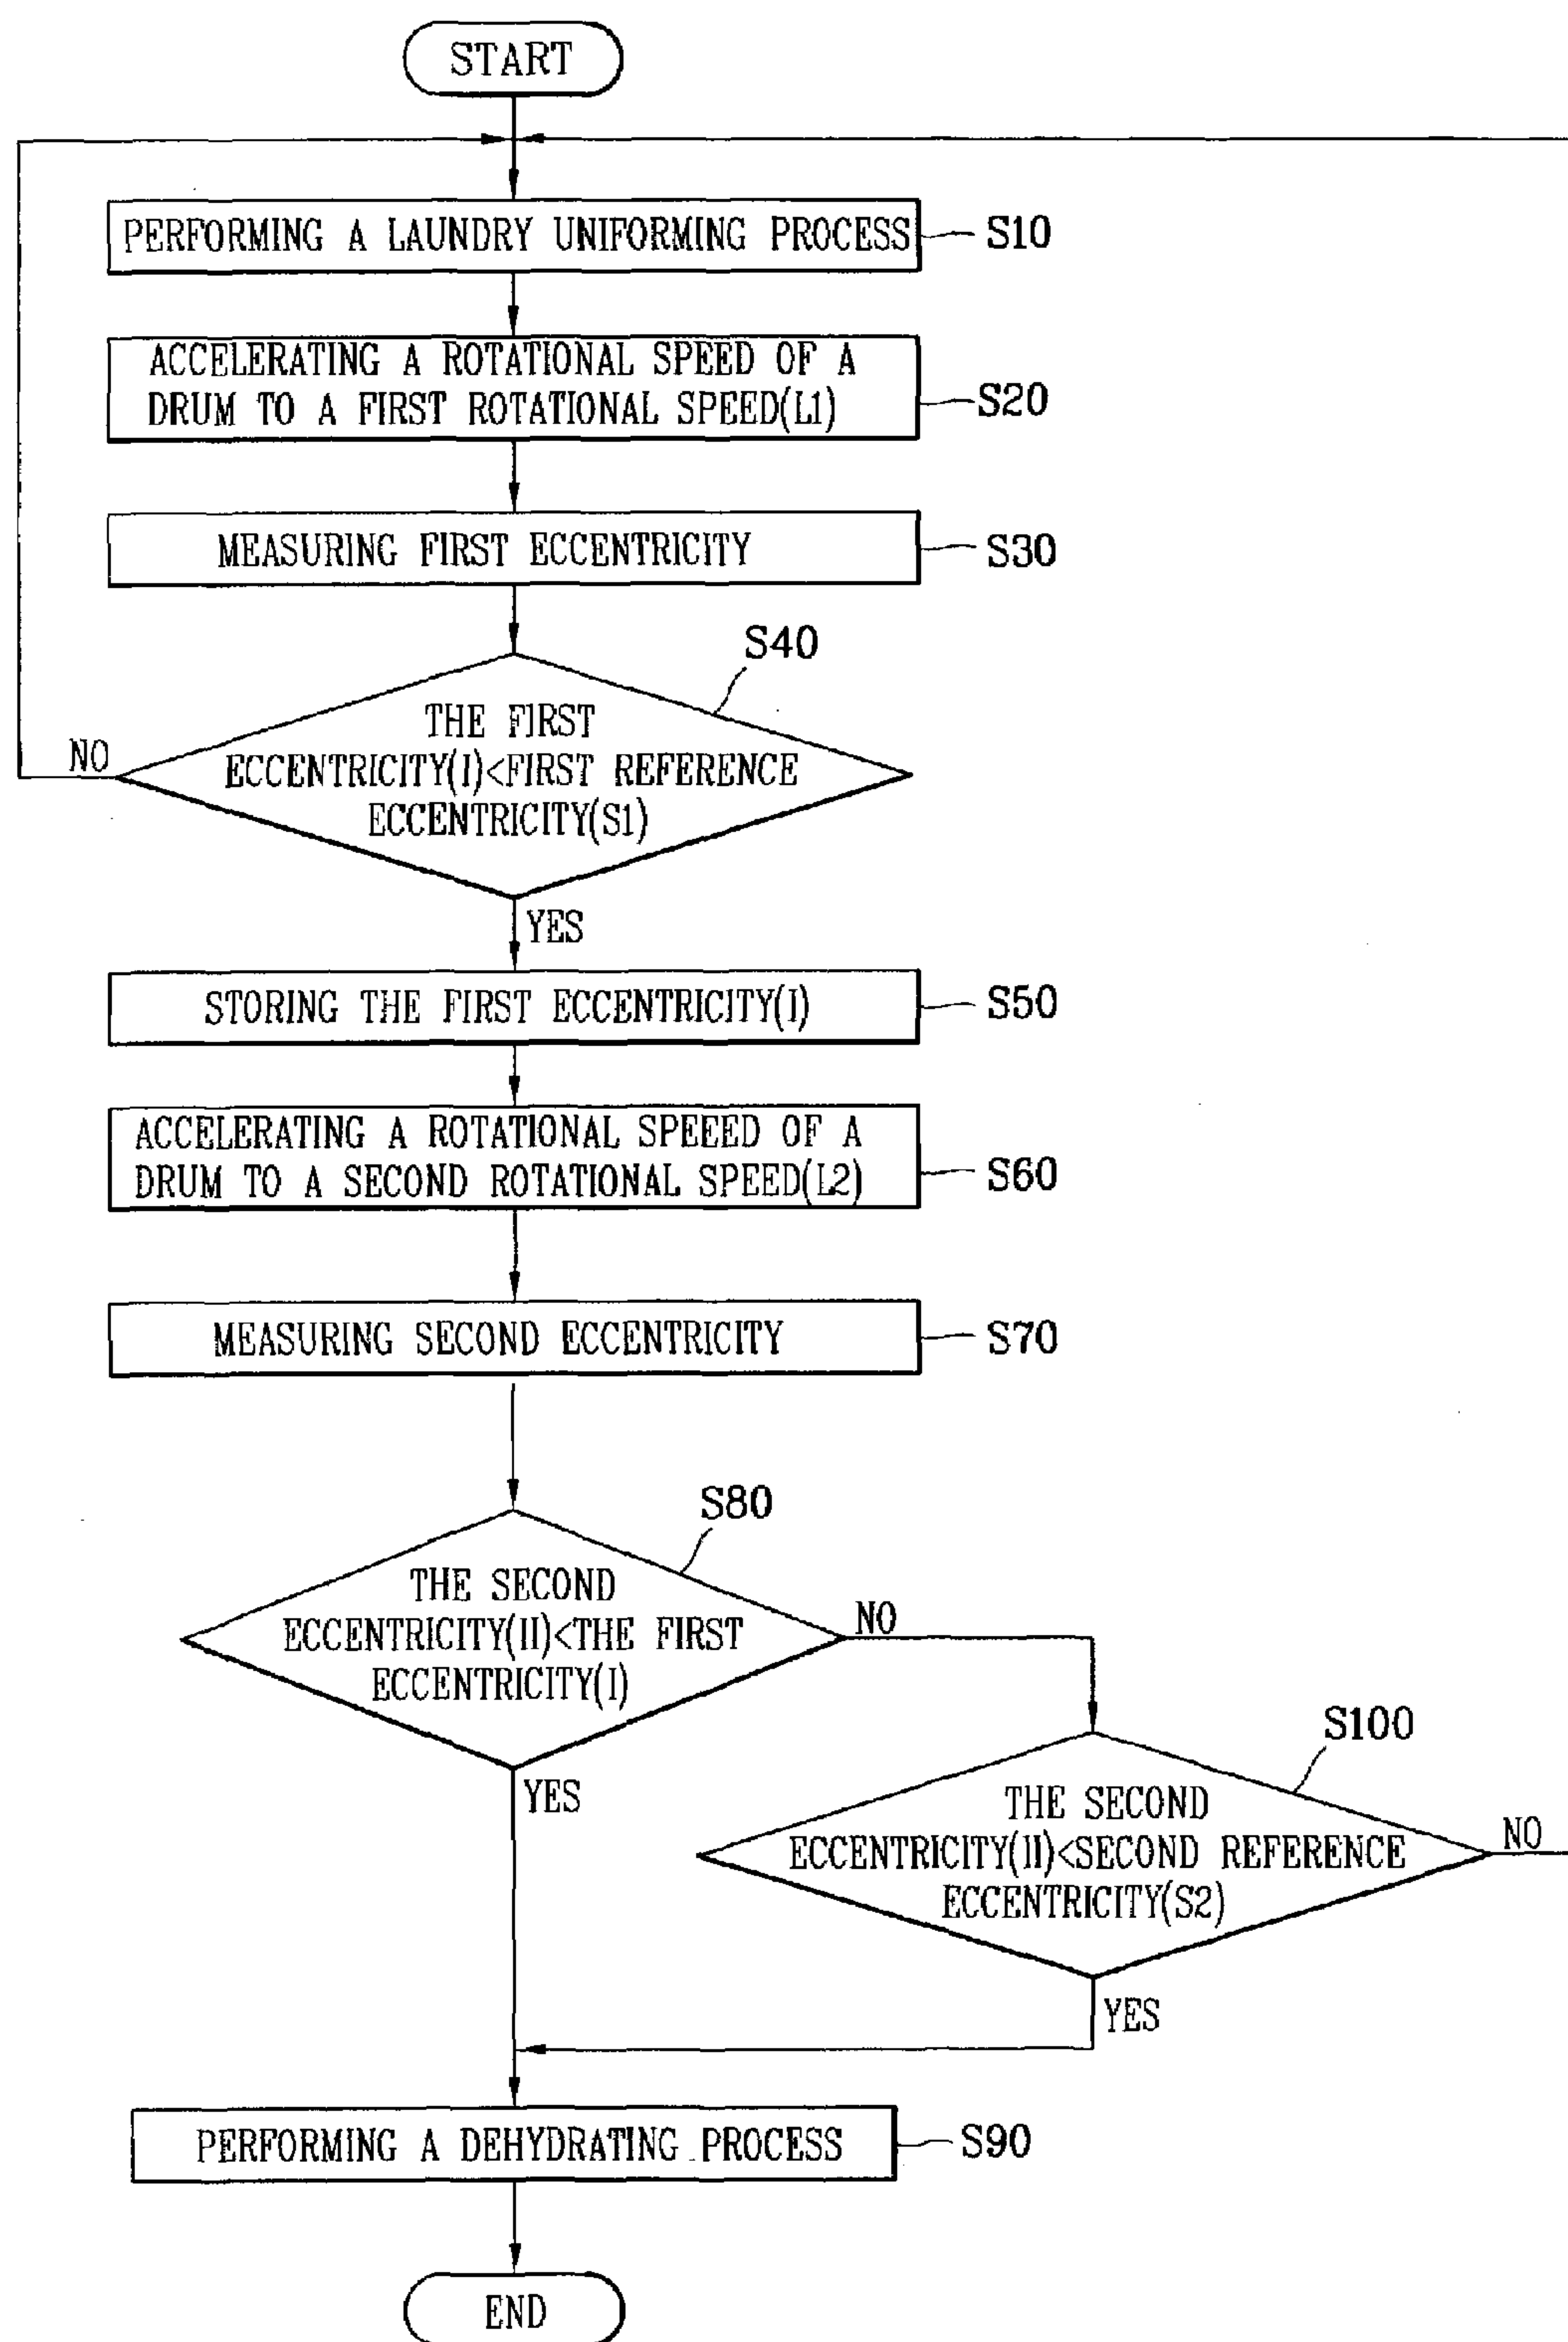 START
PERFORMING A LAUNDRY UNIFORMING PROCESS
S10
ACCELERATING A ROTATIONAL SPEED OF A
DRUM TO A FIRST ROTATIONAL SPEED(L1)
S20
MEASURING FIRST ECCENTRICITY
S30
S40
THE FIRST
ECCENTRICITY(I)<FIRST REFERENCE
ECCENTRICITY(S1)
NO
YES
STORING THE FIRST ECCENTRICITY(I)
S50
ACCELERATING A ROTATIONAL SPEEED OF A
DRUM TO A SECOND ROTATIONAL SPEED(L2)
S60
MEASURING SECOND ECCENTRICITY
S70
S80
THE SECOND
ECCENTRICITY(II)<THE FIRST
ECCENTRICITY(I)
NO
YES
S100
THE SECOND
ECCENTRICITY(II)<SECOND REFERENCE
ECCENTRICITY(S2)
NO
YES
PERFORMING A DEHYDRATING PROCESS
S90
END